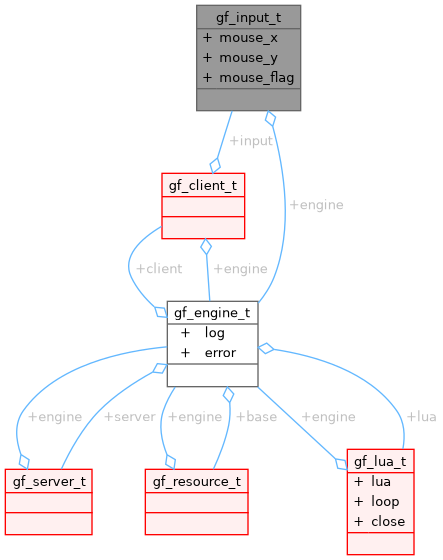 gf_input_t
+ mouse_x
+ mouse_y
+ mouse_flag
+input
+engine
gf_client_t
+client
+engine
gf_engine_t
+ log
+ error
+engine
+server
+engine
+base
+engine
+lua
gf_server_t
gf_resource_t
gf_lua_t
+ lua
+ loop
+ close